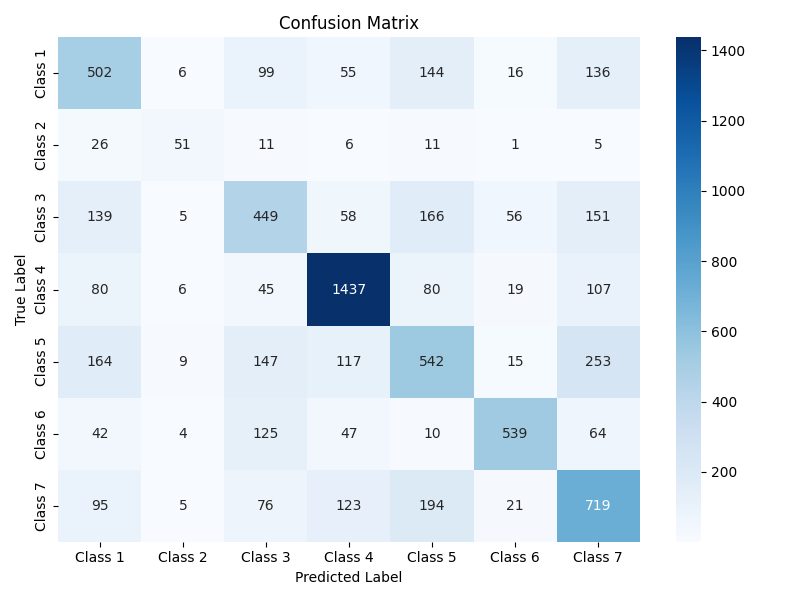 Confusion Matrix
True Label
Class 1 502 6 99 55 144 16 136
Class 2 26 51 11 6 11 1 5
Class 3 139 5 449 58 166 56 151
Class 4 80 6 45 1437 80 19 107
Class 5 164 9 147 117 542 15 253
Class 6 42 4 125 47 10 539 64
Class 7 95 5 76 123 194 21 719
Class 1 Class 2 Class 3 Class 4 Class 5 Class 6 Class 7
Predicted Label
1400
1200
1000
800
600
400
200